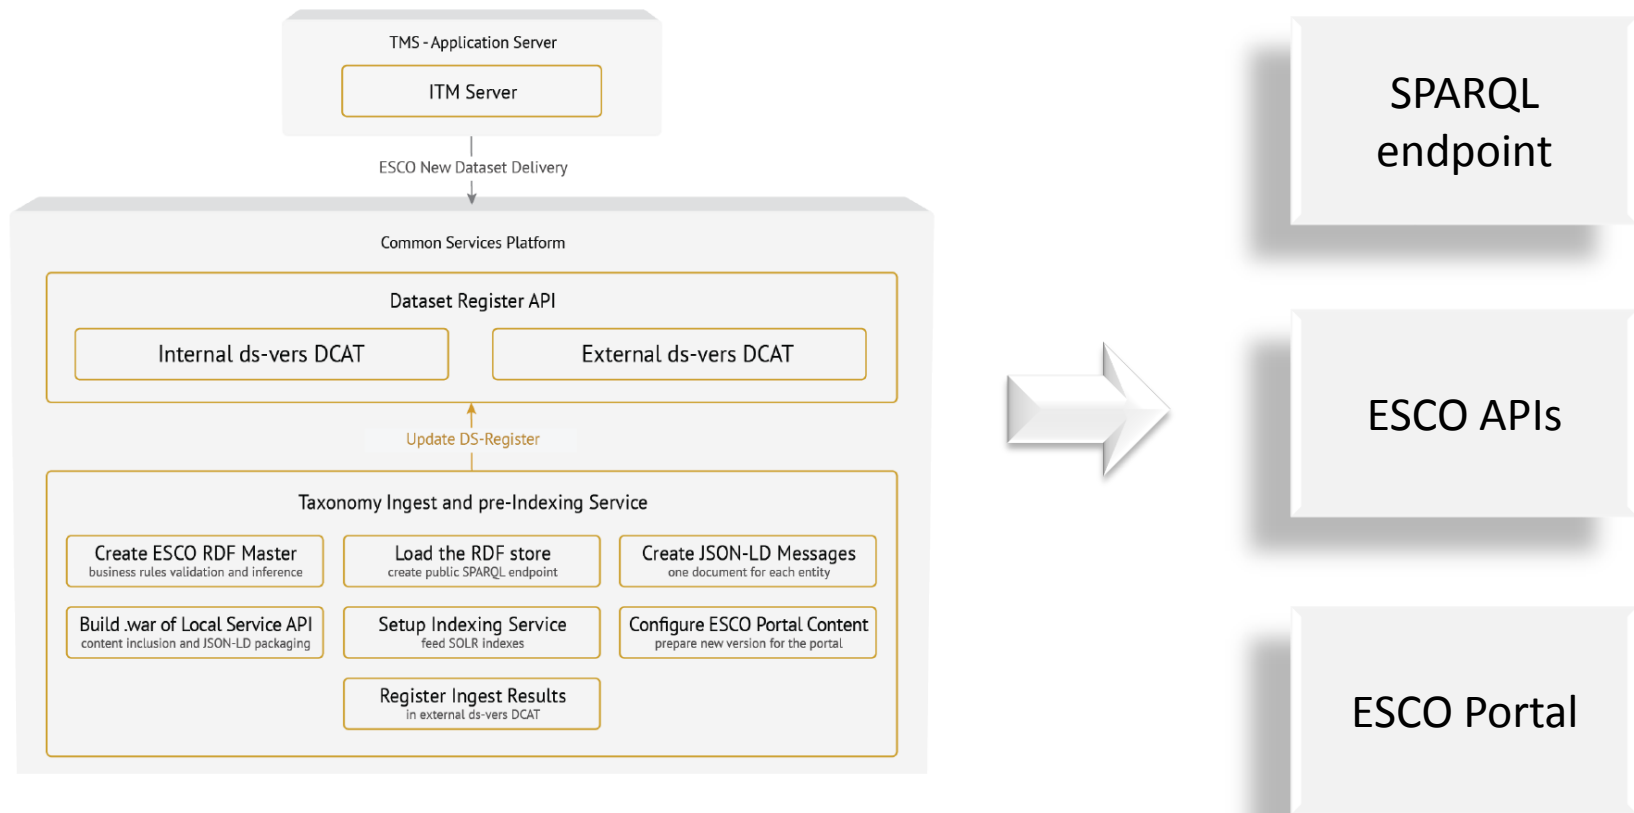 TMS - Application Server
ITM Server
ESCO New Dataset Delivery
Common Services Platform
Dataset Register API
Internal ds-vers DCAT
External ds-vers DCAT
Update DS-Register
Taxonomy Ingest and pre-Indexing Service
Create ESCO RDF Master
business rules validation and inference
Load the RDF store
create public SPARQL endpoint
Create JSON-LD Messages
one document for each entity
Build .war of Local Service API
content inclusion and JSON-LD packaging
Setup Indexing Service
feed SOLR indexes
Configure ESCO Portal Content
prepare new version for the portal
Register Ingest Results
in external ds-vers DCAT
SPARQL
endpoint
ESCO APIs
ESCO Portal